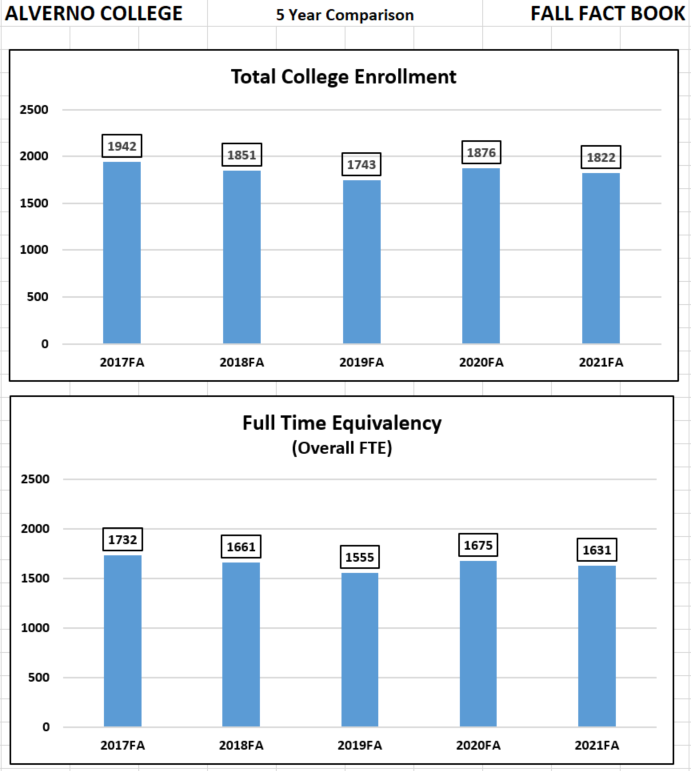 ALVERNO COLLEGE 5 Year Comparison FALL FACT BOOK
Total College Enrollment
2500
2000
1500
1000
500
0
1942 1851 1743 1876 1822
2017FA 2018FA 2019FA 2020FA 2021FA
Full Time Equivalency
(Overall FTE)
2500
2000
1500
1000
500
0
1732 1661 1555 1675 1631
2017FA 2018FA 2019FA 2020FA 2021FA